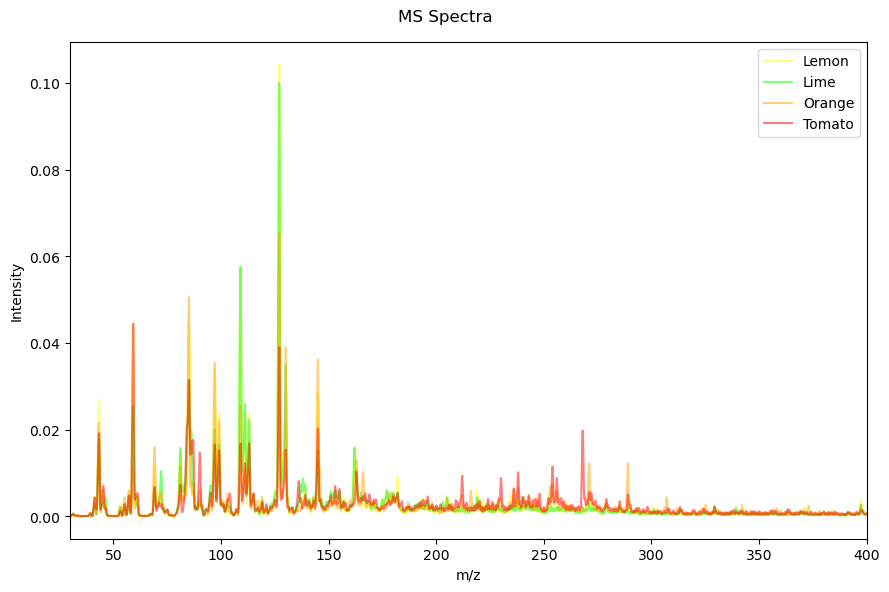 MS Spectra
Lemon
Lime
Orange
Tomato
0.10
0.08
0.06
0.04
0.02
0.00
Intensity
50 100 150 200 250 300 350 400
m/z